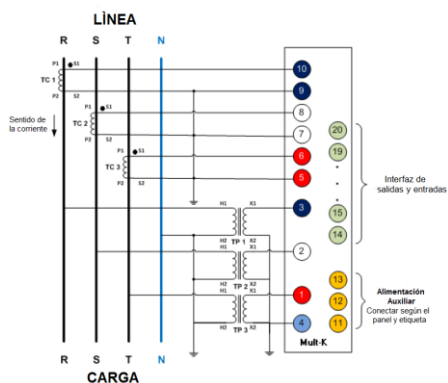 LÌNEA
R S T N
P1 S1
TC 1
P2 S2
10
9
Sentido de
la corriente
P1 S1
TC 2
P2 S2
8
7
P1 S1
TC 3
P2 S2
6
5
20
19
15
14
Interfaz de
salidas y entradas
H1 X1
3
H2 X2
TP 1
H1 X1
2
H2 X2
TP 2
H1 X1
1
H2 X2
TP 3
4
13
12
11
Alimentación
Auxiliar
Conectar según el
panel y etiqueta
Mult-K
R S T N
CARGA